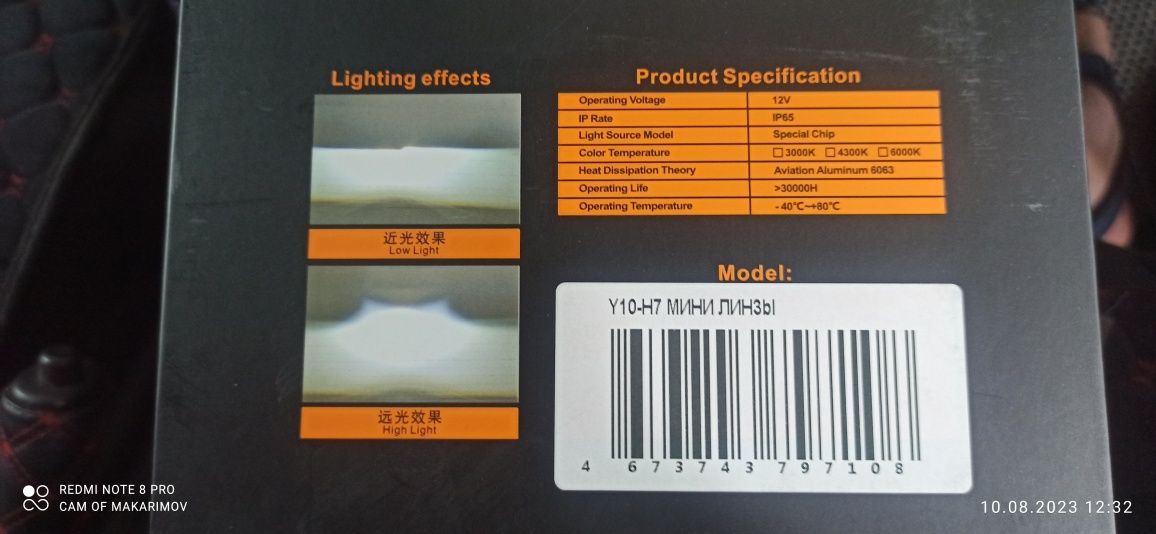 Lighting effects
近光效果
Low Light
远光效果
High Light
Product Specification
Operating Voltage 12V
IP Rate IP65
Light Source Model Special Chip
Color Temperature 3000K 4300K 6000K
Heat Dissipation Theory Aviation Aluminum 6063
Operating Life >30000H
Operating Temperature -40℃~+80℃
Model:
Y10-H7 МИНИ ЛИНЗЫ
4 673743 797108
REDMI NOTE 8 PRO
CAM OF MAKARIMOV
10.08.2023 12:32